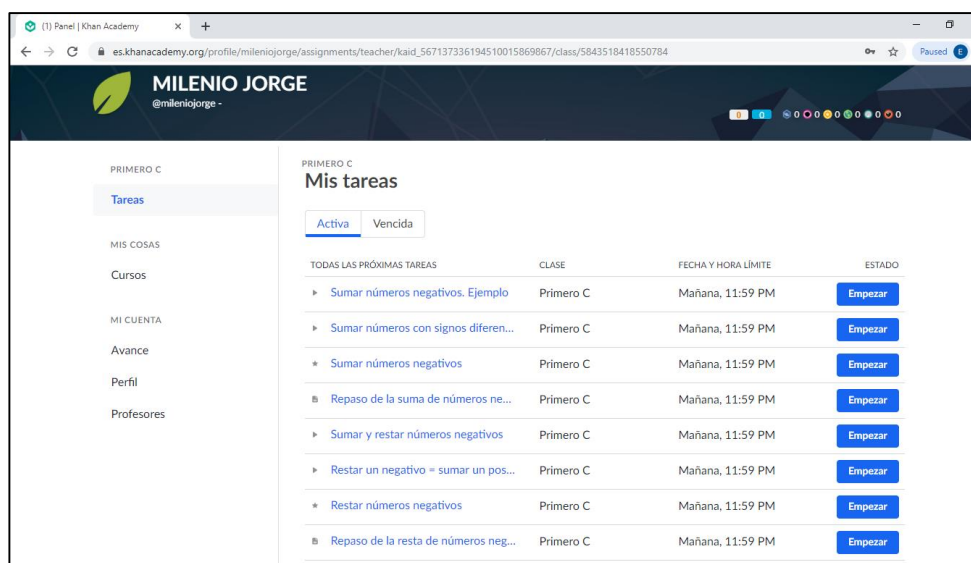 (1) Panel | Khan Academy
es.khanacademy.org/profile/mileniojorge/assignments/teacher/kaid_567137336194510015869867/class/5843518418550784
Paused E
MILENIO JORGE
@mileniojorge -
0 0 0 0 0 0 0 0
PRIMERO C
Tareas
MIS COSAS
Cursos
MI CUENTA
Avance
Perfil
Profesores
PRIMERO C
Mis tareas
Activa Vencida
TODAS LAS PRÓXIMAS TAREAS CLASE FECHA Y HORA LÍMITE ESTADO
Sumar números negativos. Ejemplo Primero C Mañana, 11:59 PM Empezar
Sumar números con signos diferen... Primero C Mañana, 11:59 PM Empezar
Sumar números negativos Primero C Mañana, 11:59 PM Empezar
Repaso de la suma de números ne... Primero C Mañana, 11:59 PM Empezar
Sumar y restar números negativos Primero C Mañana, 11:59 PM Empezar
Restar un negativo = sumar un pos... Primero C Mañana, 11:59 PM Empezar
Restar números negativos Primero C Mañana, 11:59 PM Empezar
Repaso de la resta de números neg... Primero C Mañana, 11:59 PM Empezar